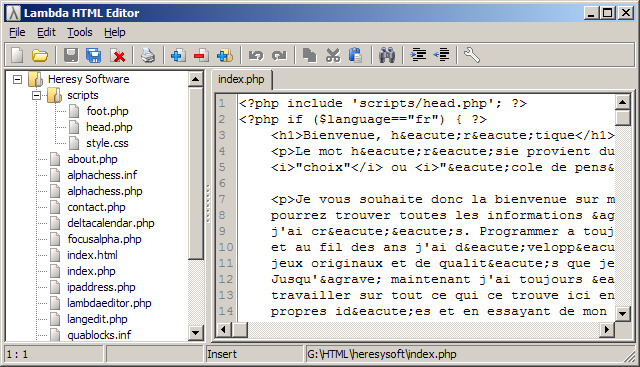 Lambda HTML Editor
File Edit Tools Help
Heresy Software
scripts
foot.php
head.php
style.css
about.php
alphachess.inf
alphachess.php
contact.php
deltacalendar.php
focusalpha.php
index.html
index.php
ipaddress.php
lambdaeditor.php
langedit.php
quablocks.inf
index.php
1 <?php include 'scripts/head.php'; ?>
2 <?php if ($language=="fr") { ?>
3 <h1>Bienvenue, h&eacute;r&eacute;tique</h1>
4 <p>Le mot h&eacute;r&eacute;sie provient du
5 <i>"choix"</i> ou <i>"&eacute;cole de pens&
6
7 <p>Je vous souhaite donc la bienvenue sur m
8 pourrez trouver toutes les informations &ag
9 j'ai cr&eacute;&eacute;s. Programmer a touj
10 et au fil des ans j'ai d&eacute;velopp&eacu
11 jeux originaux et de qualit&eacute;s que je
12 Jusqu'&agrave; maintenant j'ai toujours &ea
13 travailler sur tout ce qui ce trouve ici en
14 propres id&eacute;es et en essayant de mon
1: 1 Insert G:\HTML\heresysoft\index.php